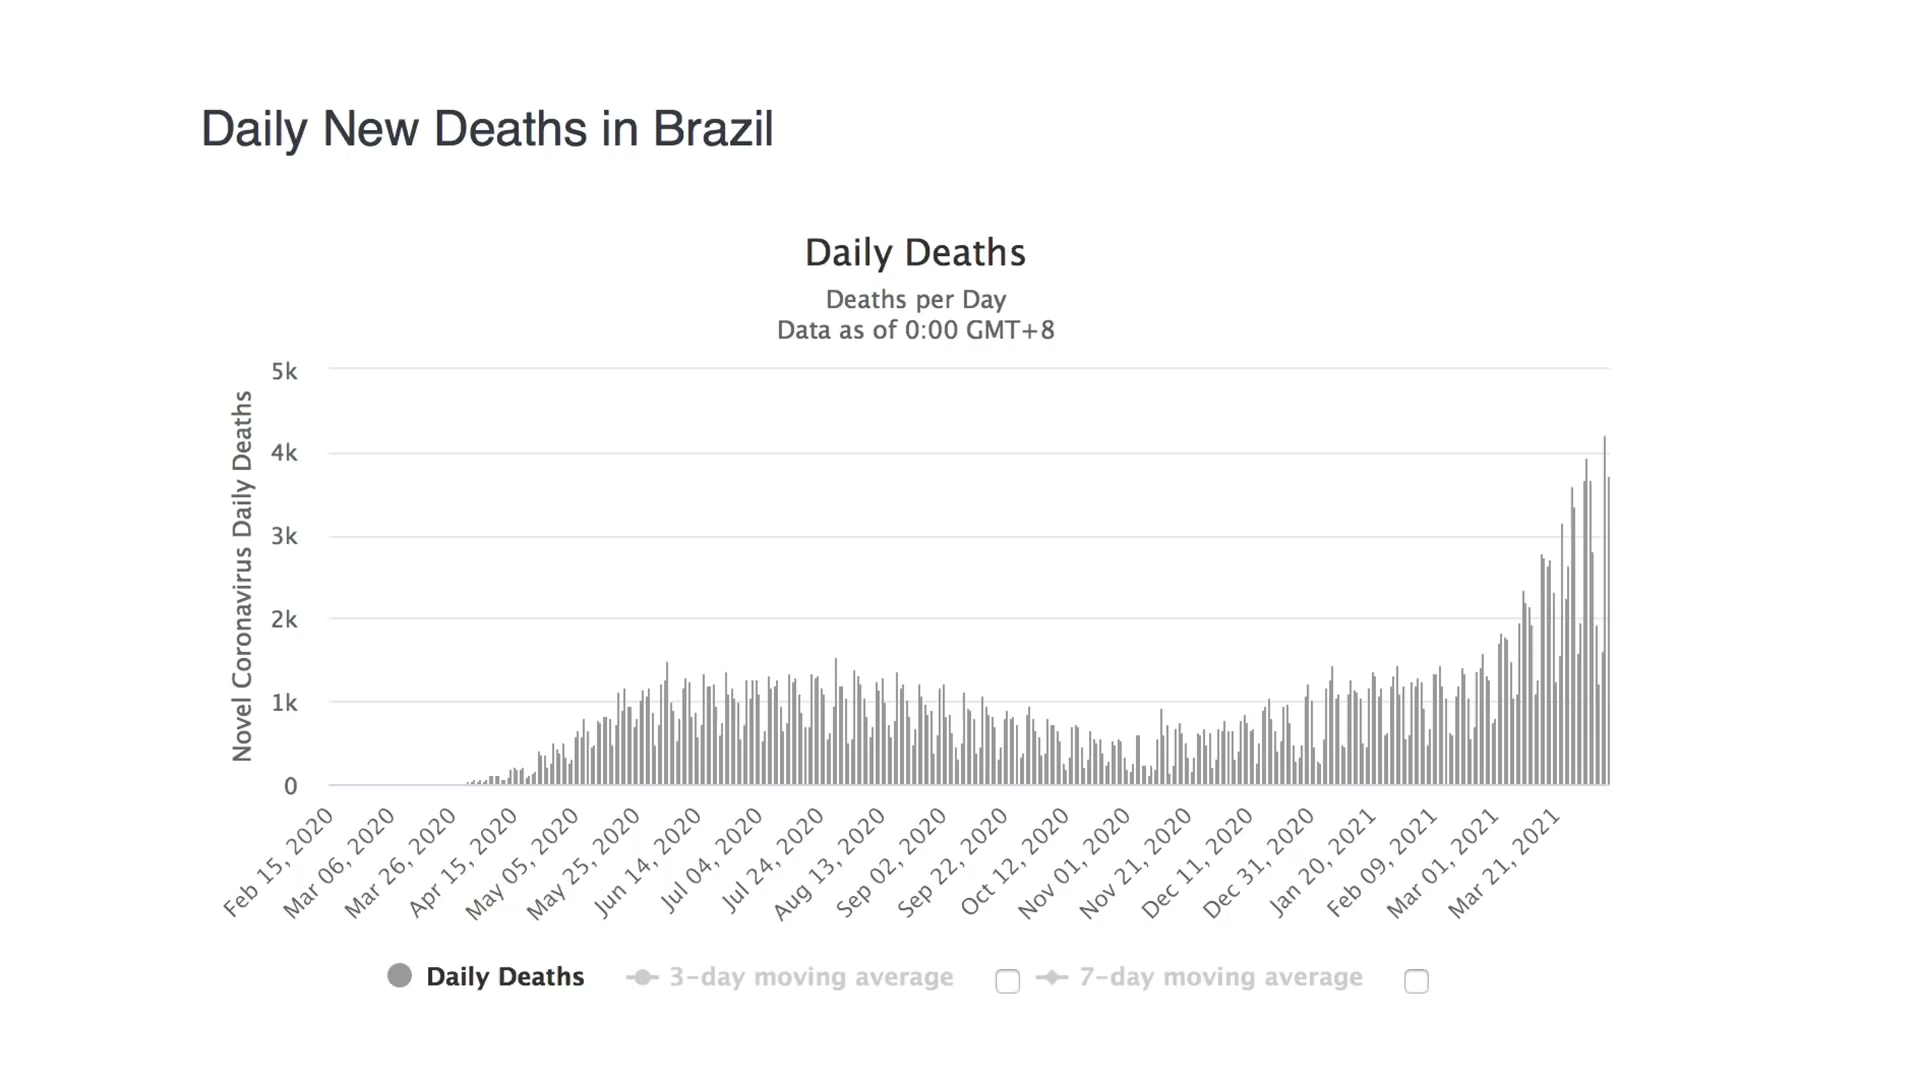 Daily New Deaths in Brazil
Daily Deaths
Deaths per Day
Data as of 0:00 GMT+8
Novel Coronavirus Daily Deaths
5k
4k
3k
2k
1k
0
Feb 15, 2020
Mar 06, 2020
Mar 26, 2020
Apr 15, 2020
May 05, 2020
May 25, 2020
Jun 14, 2020
Jul 04, 2020
Jul 24, 2020
Aug 13, 2020
Sep 02, 2020
Sep 22, 2020
Oct 12, 2020
Nov 01, 2020
Nov 21, 2020
Dec 11, 2020
Dec 31, 2020
Jan 20, 2021
Feb 09, 2021
Mar 01, 2021
Mar 21, 2021
Daily Deaths
3-day moving average
7-day moving average